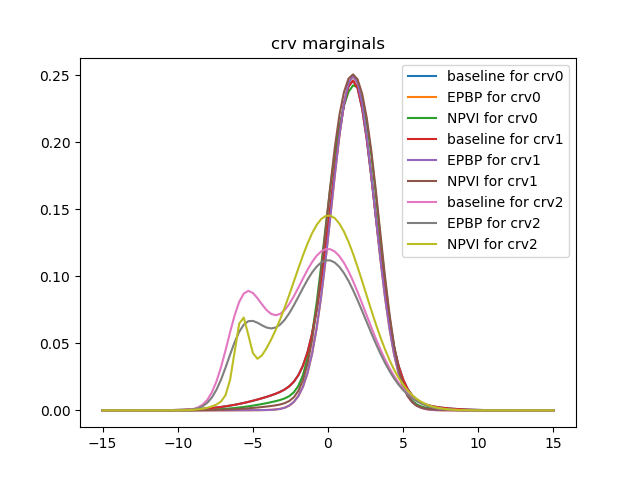 crv marginals
baseline for crv0
EPBP for crv0
NPVI for crv0
baseline for crv1
EPBP for crv1
NPVI for crv1
baseline for crv2
EPBP for crv2
NPVI for crv2
0.25
0.20
0.15
0.10
0.05
0.00
−15 −10 −5 0 5 10 15